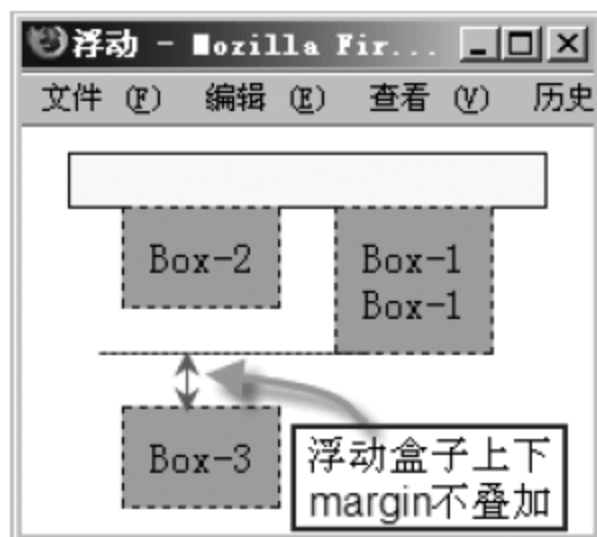 浮动 - Mozilla Fir...
文件 (F) 编辑 (E) 查看 (V) 历史
Box-2
Box-1
Box-1
Box-3
浮动盒子上下
margin不叠加